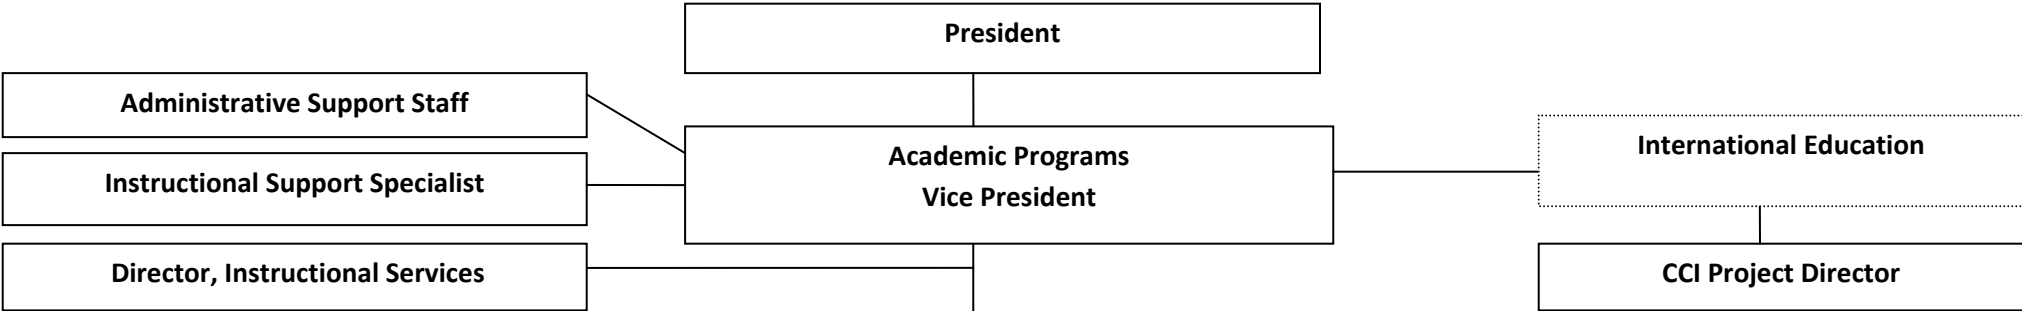 President
Administrative Support Staff
Academic Programs
Vice President
International Education
Instructional Support Specialist
Director, Instructional Services
CCI Project Director